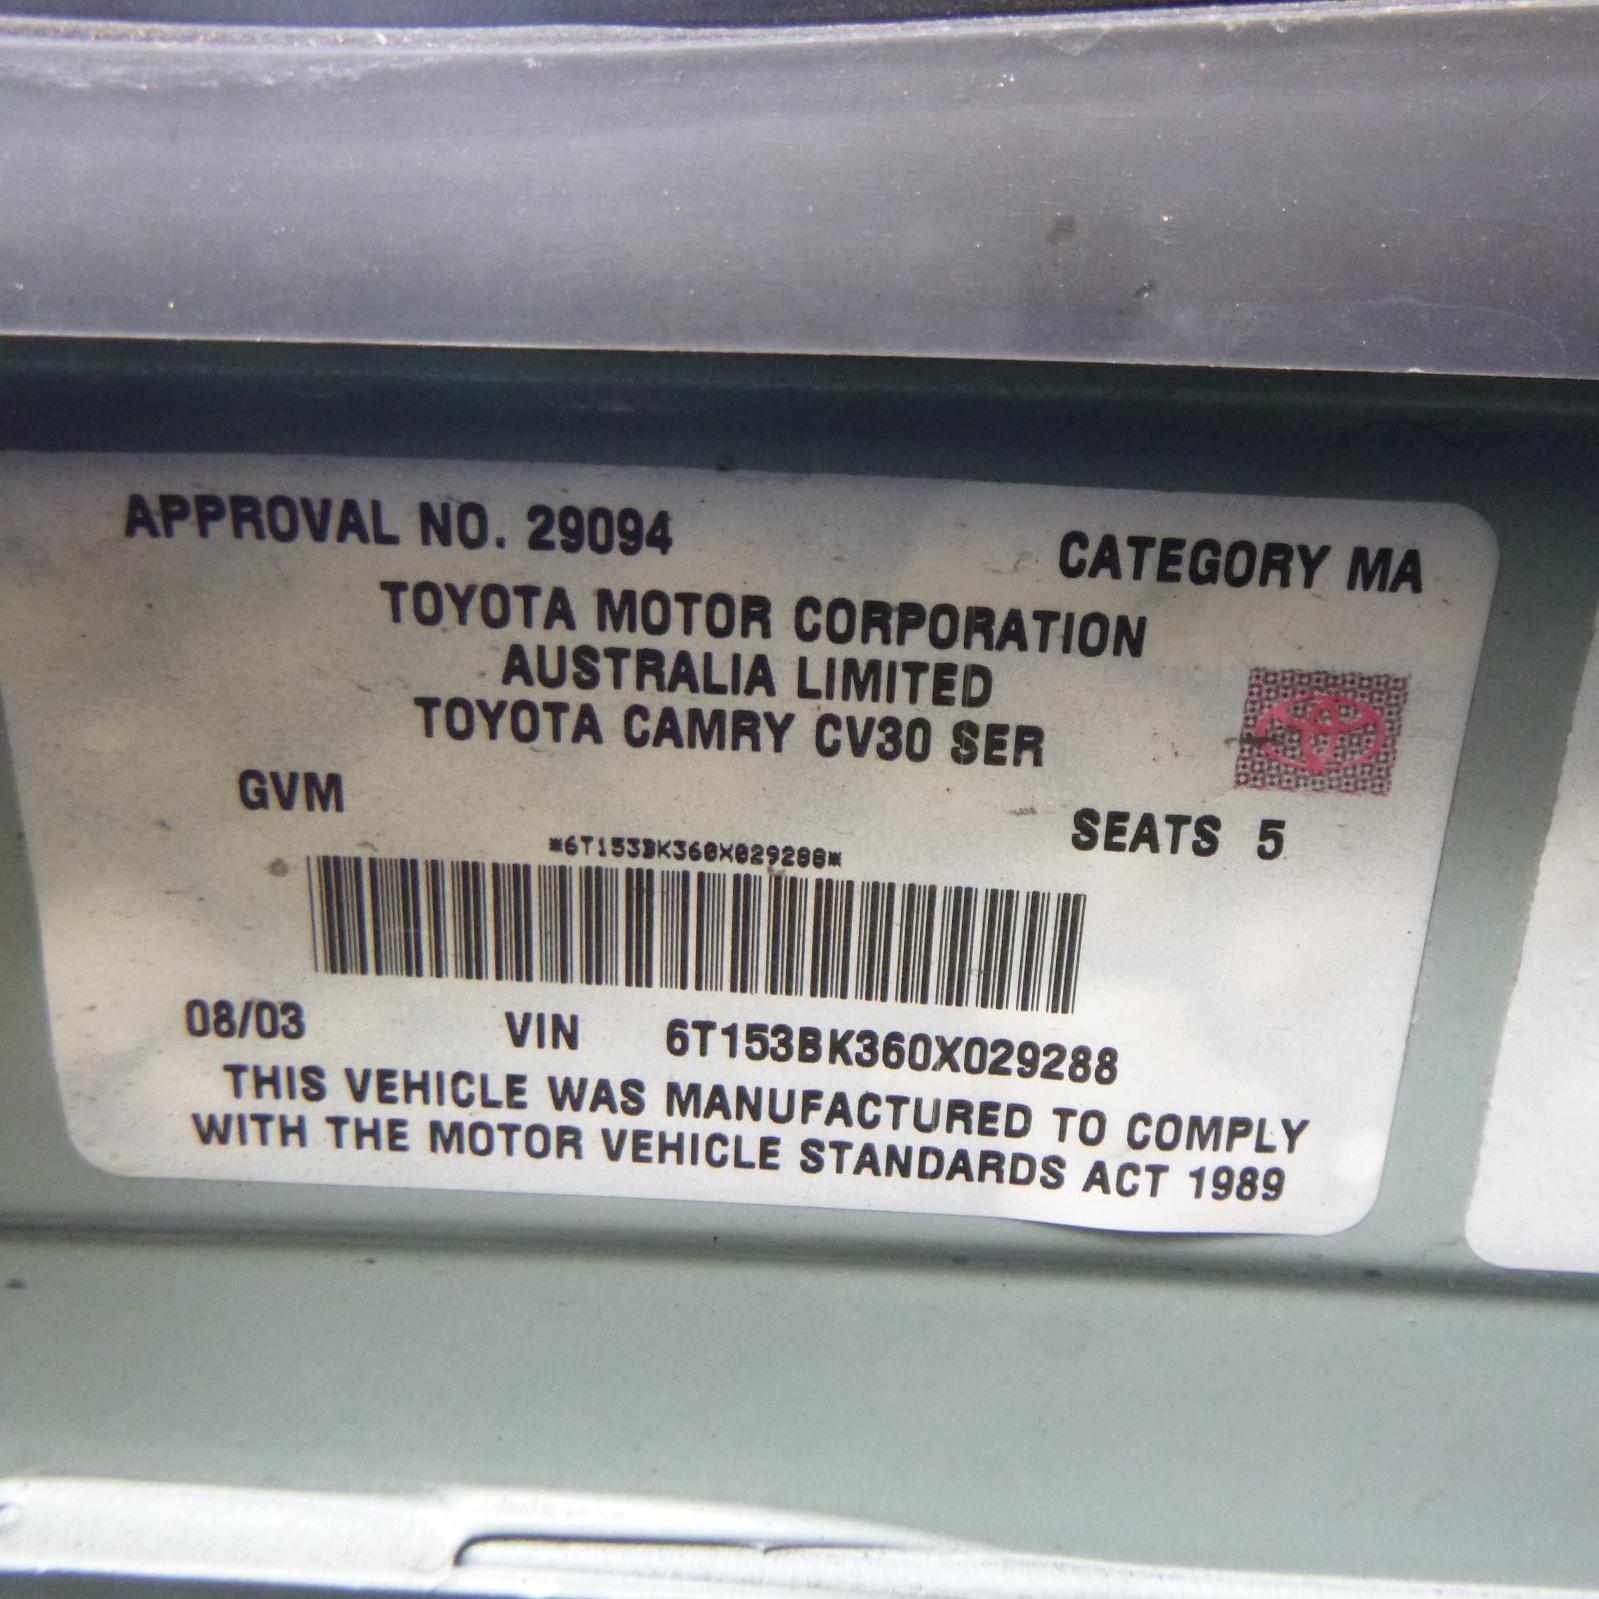 APPROVAL NO. 29094
CATEGORY MA
TOYOTA MOTOR CORPORATION
AUSTRALIA LIMITED
TOYOTA CAMRY CV30 SER
GVM
SEATS 5
*6T153BK360X029288*
08/03 VIN 6T153BK360X029288
THIS VEHICLE WAS MANUFACTURED TO COMPLY
WITH THE MOTOR VEHICLE STANDARDS ACT 1989